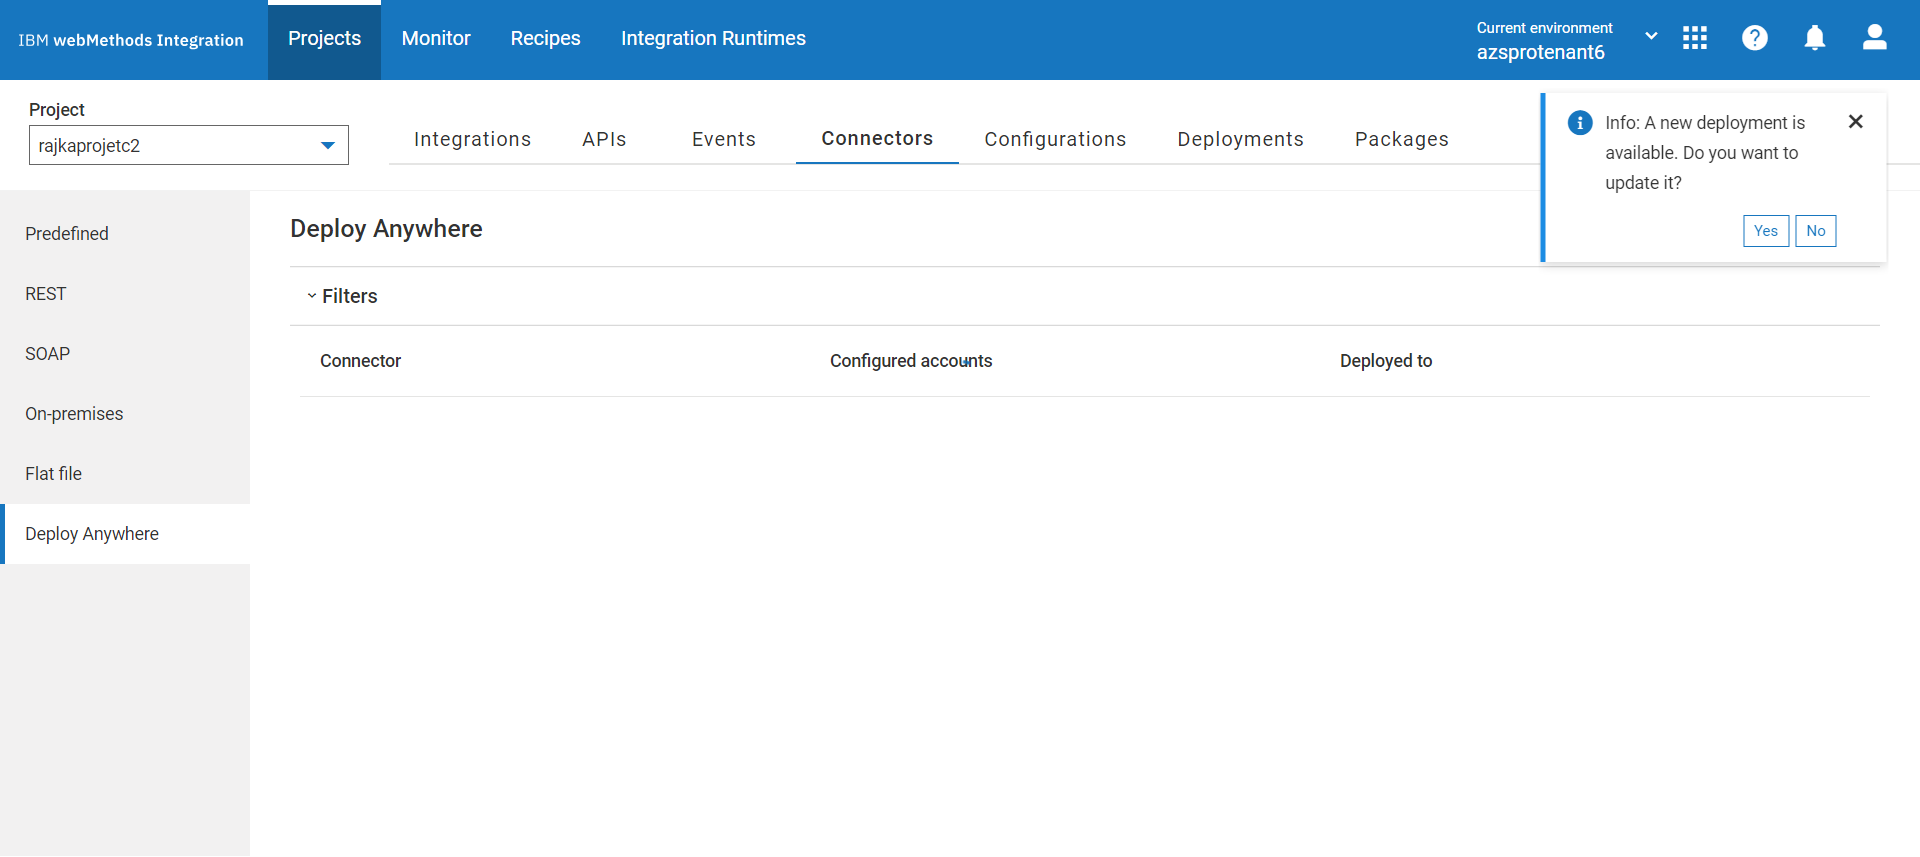 IBM webMethods Integration
Projects
Monitor
Recipes
Integration Runtimes
Current environment
azsprotenant6
Project
rajkaprojetc2
Integrations
APIs
Events
Connectors
Configurations
Deployments
Packages
Info: A new deployment is
available. Do you want to
update it?
Yes
No
Predefined
REST
SOAP
On-premises
Flat file
Deploy Anywhere
Deploy Anywhere
Filters
Connector
Configured accounts
Deployed to